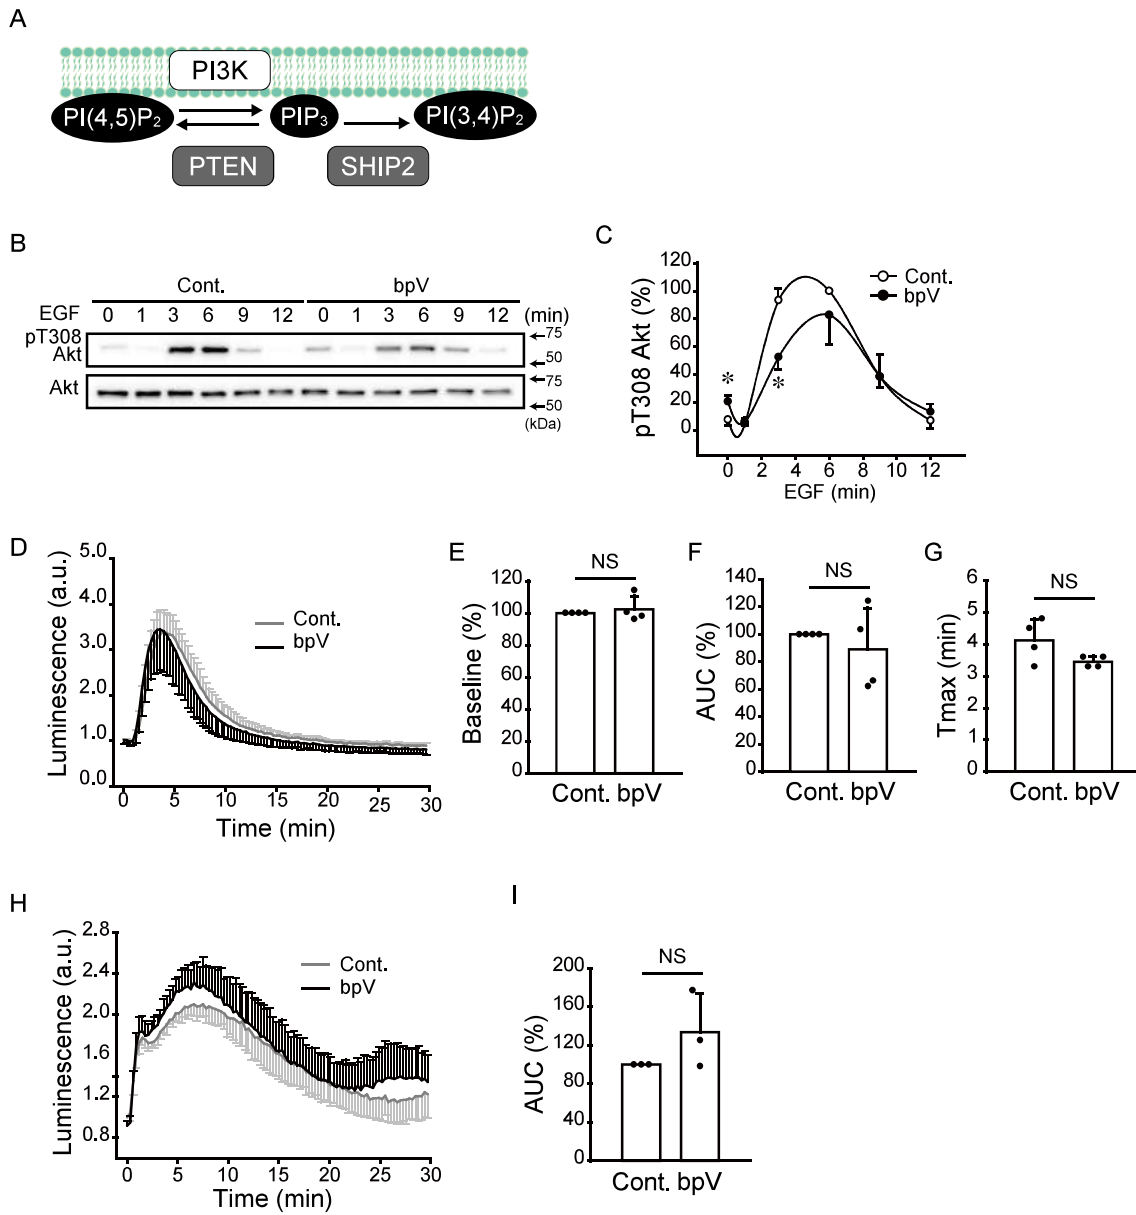 A
PI3K
PI(4,5)P2
PIP3
PI(3,4)P2
PTEN
SHIP2
B
Cont.
bpV
EGF
0 1 3 6 9 12 0 1 3 6 9 12 (min)
pT308
Akt
75
50
Akt
75
50
(kDa)
C
pT308 Akt (%)
120
100
80
60
40
20
0
Cont.
bpV
*
*
0 2 4 6 8 10 12
EGF (min)
D
Luminescence (a.u.)
5.0
4.0
3.0
2.0
1.0
0.0
Cont.
bpV
0 5 10 15 20 25 30
Time (min)
E
NS
Baseline (%)
120
100
80
60
40
20
0
Cont. bpV
F
NS
AUC (%)
140
120
100
80
60
40
20
0
Cont. bpV
G
NS
Tmax (min)
6
5
4
3
2
1
0
Cont. bpV
H
Luminescence (a.u.)
2.8
2.4
2.0
1.6
1.2
0.8
Cont.
bpV
0 5 10 15 20 25 30
Time (min)
I
NS
AUC (%)
200
160
120
80
40
0
Cont. bpV